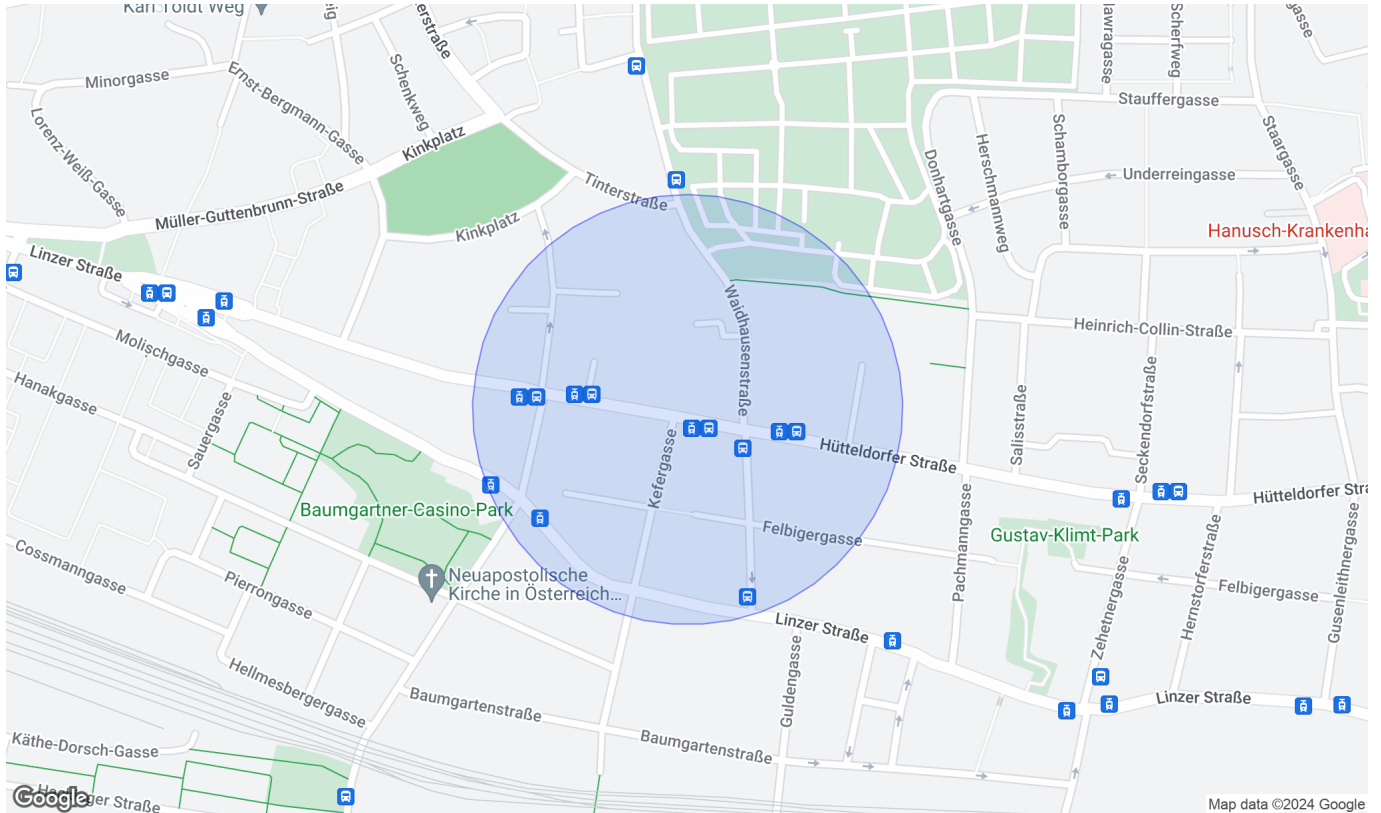 Karl Toldt Weg
Minorgasse
Ernst-Bergmann-Gasse
Schenkweg
Lorenz-Weiß-Gasse
Kinkplatz
Müller-Guttenbrunn-Straße
Kinkplatz
Tinterstraße
Stauffergasse
Scherfweg
Schamborgasse
Staargasse
Herschmannweg
Donhartgasse
Underreingasse
Hanusch-Krankenha
Linzer Straße
Molischgasse
Hanakgasse
Sauergasse
Waidhausenstraße
Heinrich-Collin-Straße
Salisstraße
Seckendorfstraße
Hütteldorfer Straße
Hütteldorfer Stra
Kefergasse
Baumgartner-Casino-Park
Felbigergasse
Pachmanngasse
Gustav-Klimt-Park
Gusenleithnergasse
Cossmanngasse
Pierrongasse
Neuapostolische
Kirche in Österreich...
Felbigergasse
Hernstorferstraße
Zehetnergasse
Linzer Straße
Guldengasse
Hellmesbergergasse
Baumgartenstraße
Linzer Straße
Baumgartenstraße
Käthe-Dorsch-Gasse
Google
Map data ©2024 Google